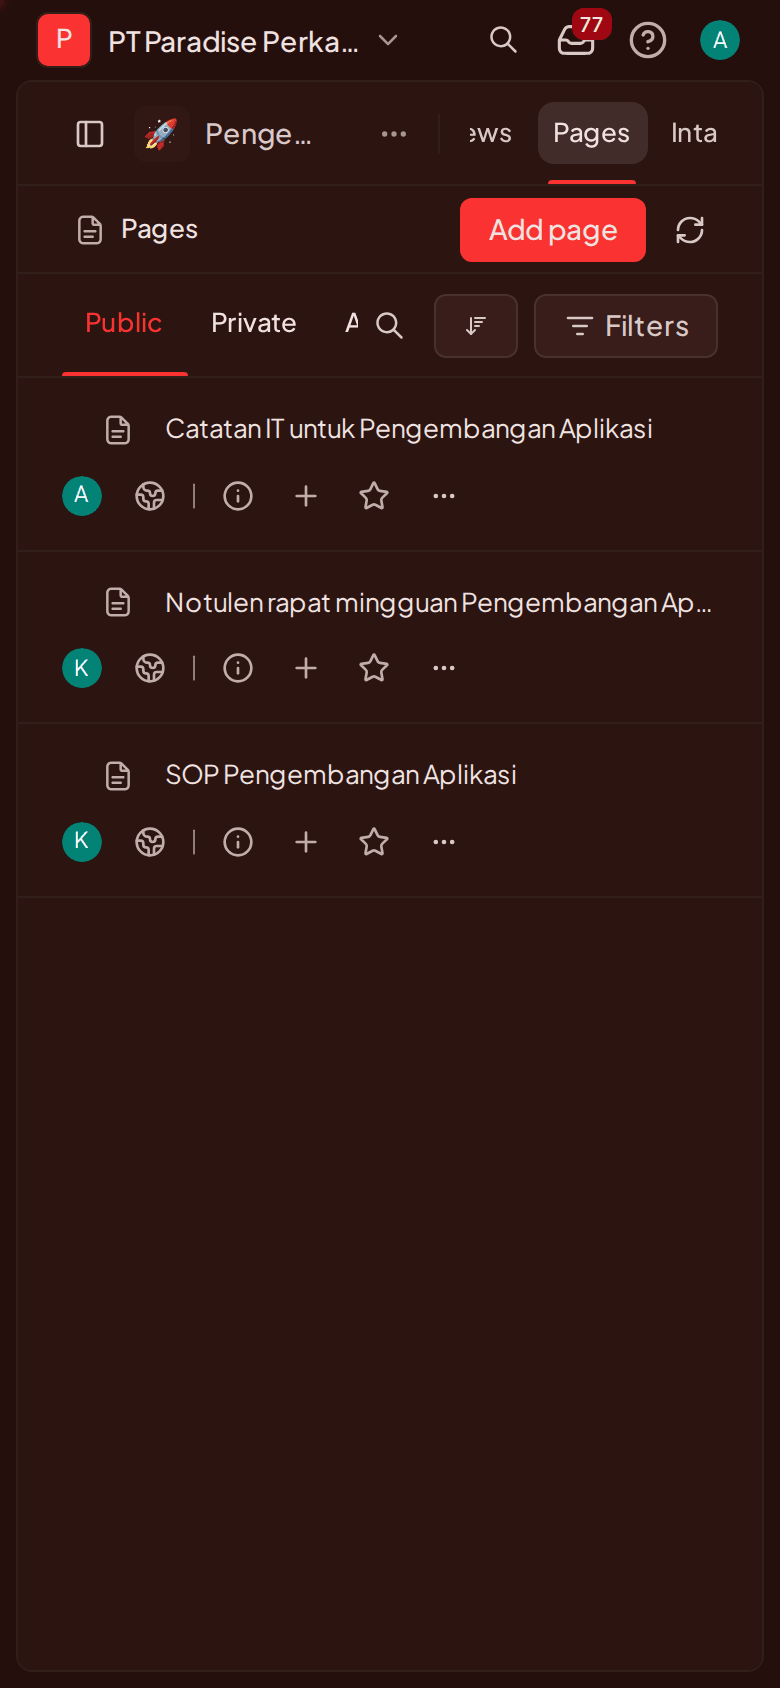 P PT Paradise Perka... 77 A
Penge... ews Pages Inta
Pages Add page
Public Private A Filters
Catatan IT untuk Pengembangan Aplikasi
A
Notulen rapat mingguan Pengembangan Ap...
K
SOP Pengembangan Aplikasi
K